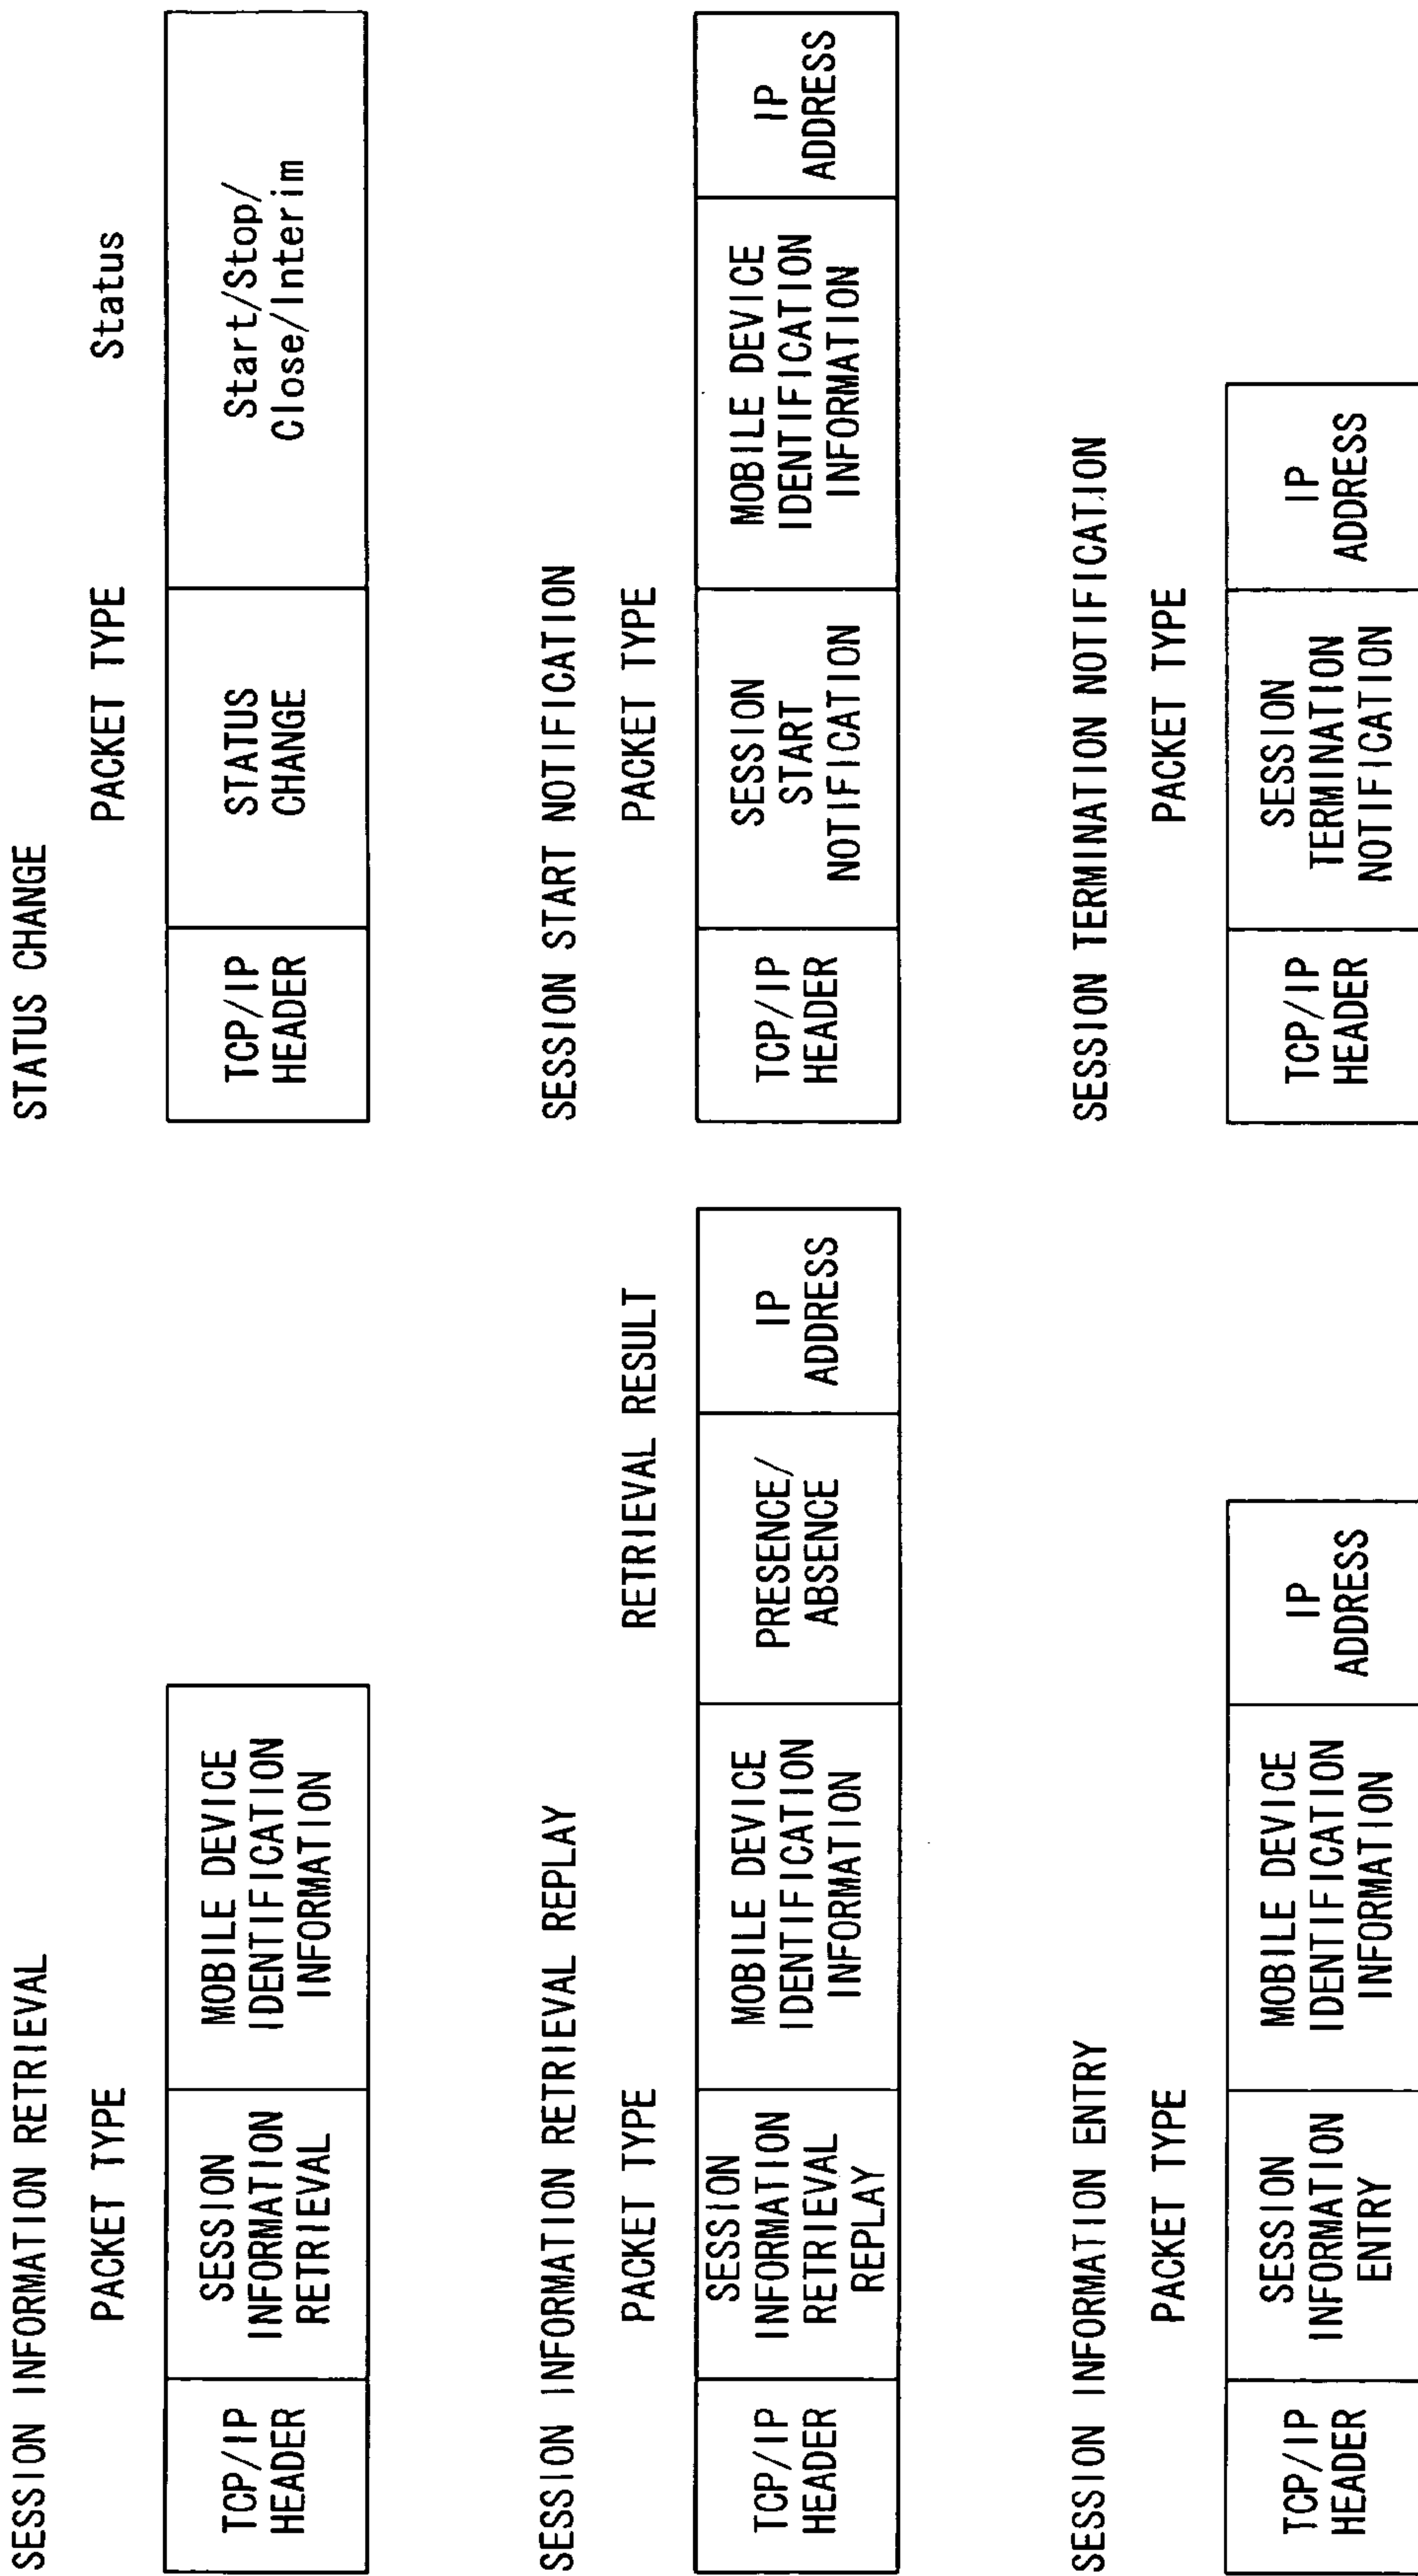 SESSION INFORMATION RETRIEVAL
PACKET TYPE
TCP/IP
HEADER
SESSION
INFORMATION
RETRIEVAL
MOBILE DEVICE
IDENTIFICATION
INFORMATION
SESSION INFORMATION RETRIEVAL REPLAY
PACKET TYPE
RETRIEVAL RESULT
TCP/IP
HEADER
SESSION
INFORMATION
RETRIEVAL
REPLAY
MOBILE DEVICE
IDENTIFICATION
INFORMATION
PRESENCE/
ABSENCE
IP
ADDRESS
SESSION INFORMATION ENTRY
PACKET TYPE
TCP/IP
HEADER
SESSION
INFORMATION
ENTRY
MOBILE DEVICE
IDENTIFICATION
INFORMATION
IP
ADDRESS
STATUS CHANGE
PACKET TYPE
Status
TCP/IP
HEADER
STATUS
CHANGE
Start/Stop/
Close/Interim
SESSION START NOTIFICATION
PACKET TYPE
TCP/IP
HEADER
SESSION
START
NOTIFICATION
MOBILE DEVICE
IDENTIFICATION
INFORMATION
IP
ADDRESS
SESSION TERMINATION NOTIFICATION
PACKET TYPE
TCP/IP
HEADER
SESSION
TERMINATION
NOTIFICATION
IP
ADDRESS